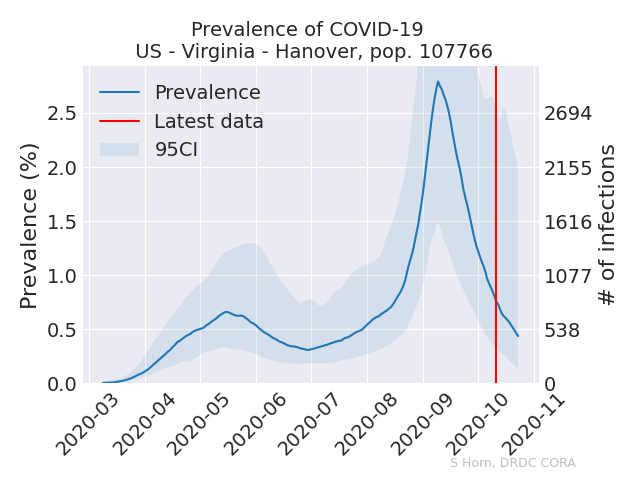 Prevalence of COVID-19
US - Virginia - Hanover, pop. 107766
Prevalence
Latest data
95CI
Prevalence (%)
2.5
2.0
1.5
1.0
0.5
0.0
2694
2155
1616
1077
538
0
# of infections
2020-03
2020-04
2020-05
2020-06
2020-07
2020-08
2020-09
2020-10
2020-11
S Horn, DRDC CORA